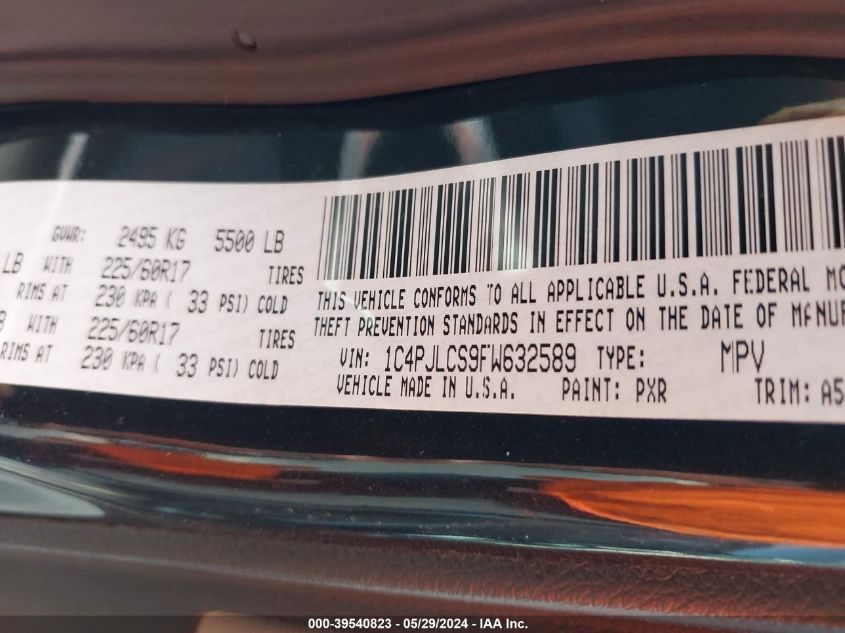 GVWR: 2495 KG 5500 LB
LB WITH 225/60R17 TIRES
RIMS AT 230 KPA ( 33 PSI) COLD
WITH 225/60R17 TIRES
RIMS AT 230 KPA ( 33 PSI) COLD
THIS VEHICLE CONFORMS TO ALL APPLICABLE U.S.A. FEDERAL MO
THEFT PREVENTION STANDARDS IN EFFECT ON THE DATE OF MANUF
VIN: 1C4PJLCS9FW632589 TYPE: MPV
VEHICLE MADE IN U.S.A. PAINT: PXR TRIM: A5
000-39540823 - 05/29/2024 - IAA Inc.